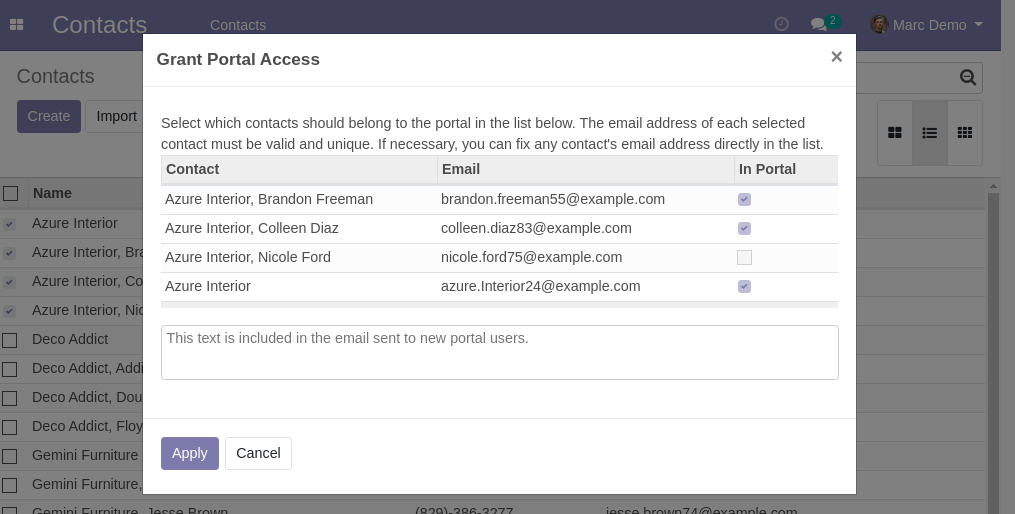 Contacts
Contacts
2
Marc Demo
Grant Portal Access
×
Contacts
Create
Import
Select which contacts should belong to the portal in the list below. The email address of each selected
contact must be valid and unique. If necessary, you can fix any contact's email address directly in the list.
Contact Email In Portal
Azure Interior, Brandon Freeman brandon.freeman55@example.com
Azure Interior, Colleen Diaz colleen.diaz83@example.com
Azure Interior, Nicole Ford nicole.ford75@example.com
Azure Interior azure.Interior24@example.com
This text is included in the email sent to new portal users.
Apply
Cancel
Name
Azure Interior
Azure Interior, Bra
Azure Interior, Co
Azure Interior, Nic
Deco Addict
Deco Addict, Addi
Deco Addict, Dou
Deco Addict, Floy
Gemini Furniture
Gemini Furniture,
Gemini Furniture, Jesse Brown (829)-386-3277 jesse.brown74@example.com